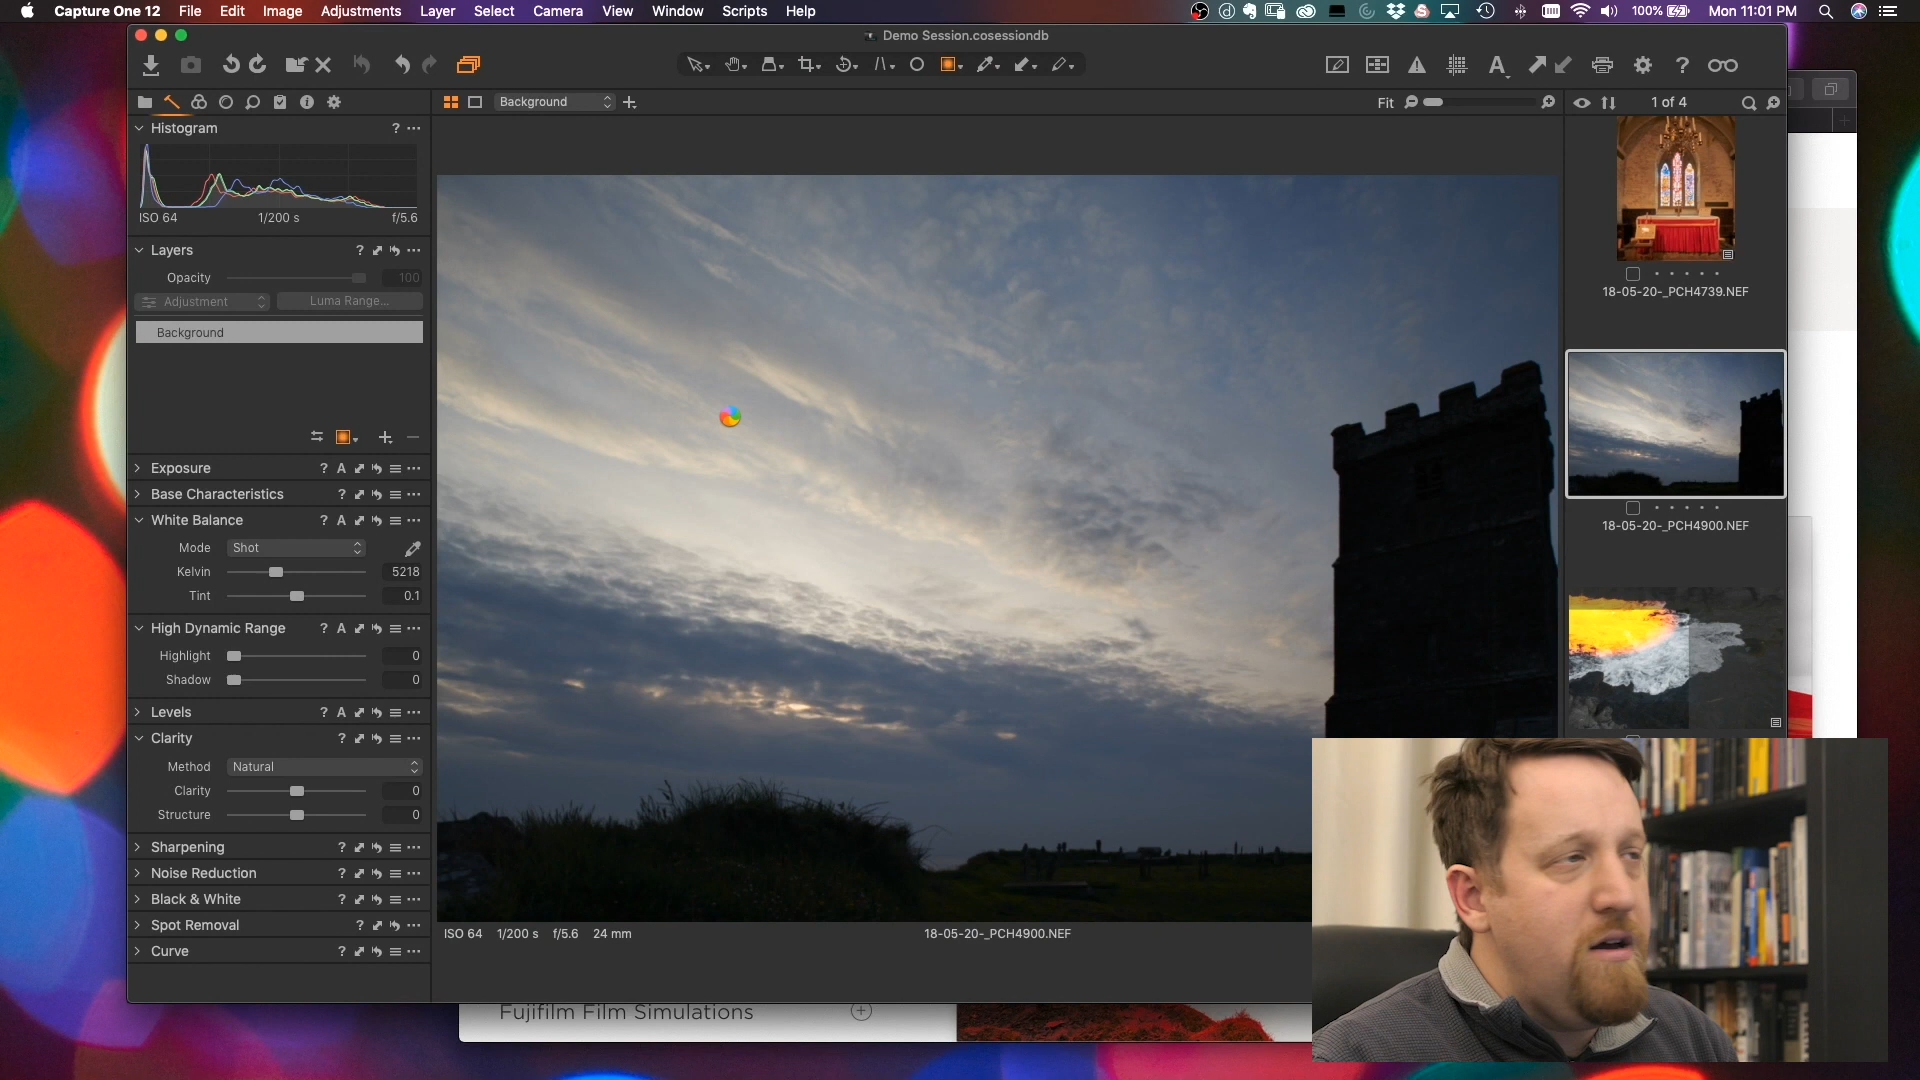 Capture One 12 File Edit Image Adjustments Layer Select Camera View Window Scripts Help 100% Mon 11:01 PM
Demo Session.cosessiondb
Background
Fit
1 of 4
Histogram
ISO 64 1/200 s f/5.6
Layers
Opacity 100
Adjustment Luma Range...
Background
Exposure
Base Characteristics
White Balance
Mode Shot
Kelvin 5218
Tint 0.1
High Dynamic Range
Highlight 0
Shadow 0
Levels
Clarity
Method Natural
Clarity 0
Structure 0
Sharpening
Noise Reduction
Black & White
Spot Removal
Curve
ISO 64 1/200 s f/5.6 24 mm
18-05-20-_PCH4900.NEF
18-05-20-_PCH4739.NEF
18-05-20-_PCH4900.NEF
Fujifilm Film Simulations